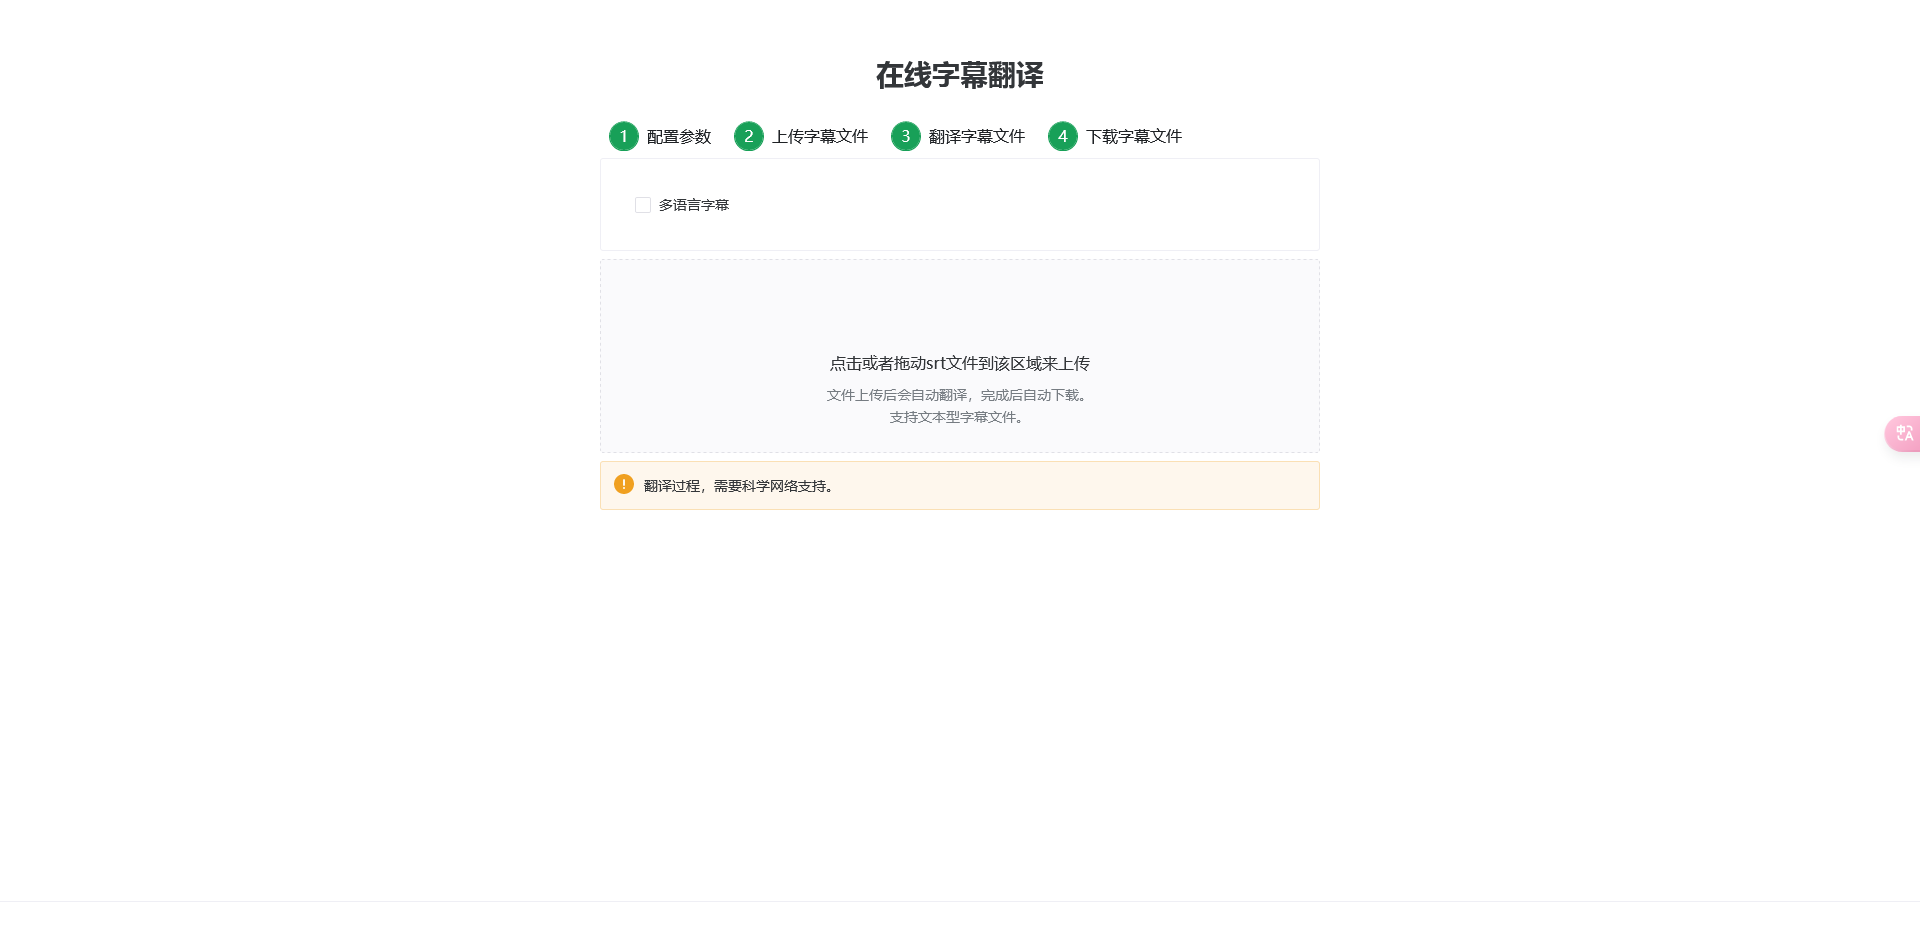 在线字幕翻译
1 配置参数 2 上传字幕文件 3 翻译字幕文件 4 下载字幕文件
多语言字幕
点击或者拖动srt文件到该区域来上传
文件上传后会自动翻译，完成后自动下载。
支持文本型字幕文件。
翻译过程，需要科学网络支持。